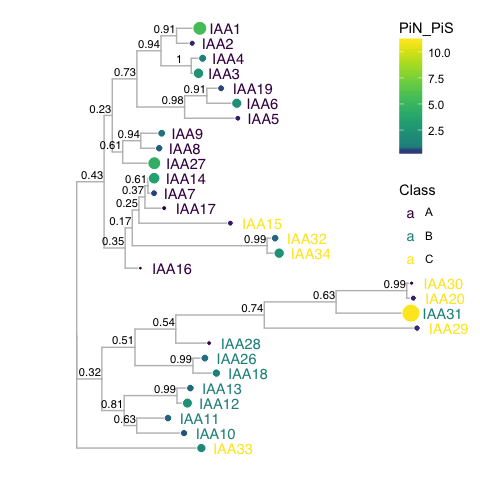 0.91 IAA1 PiN_PiS
0.94 IAA2
1 IAA4 10.0
0.73 IAA3 7.5
0.91 IAA19
0.98 IAA6 5.0
0.23 IAA5
0.94 IAA9 2.5
0.61 IAA8
IAA27
0.43 0.61 IAA14 Class
0.37 IAA7
0.25 IAA17 a A
0.17 IAA15
0.99 IAA32 a B
0.35 IAA34 a C
IAA16
0.99 IAA30
0.63 IAA20
0.74 IAA31
0.54 IAA29
0.51 IAA28
0.99 IAA26
0.32 IAA18
0.99 IAA13
0.81 IAA12
0.63 IAA11
IAA10
IAA33